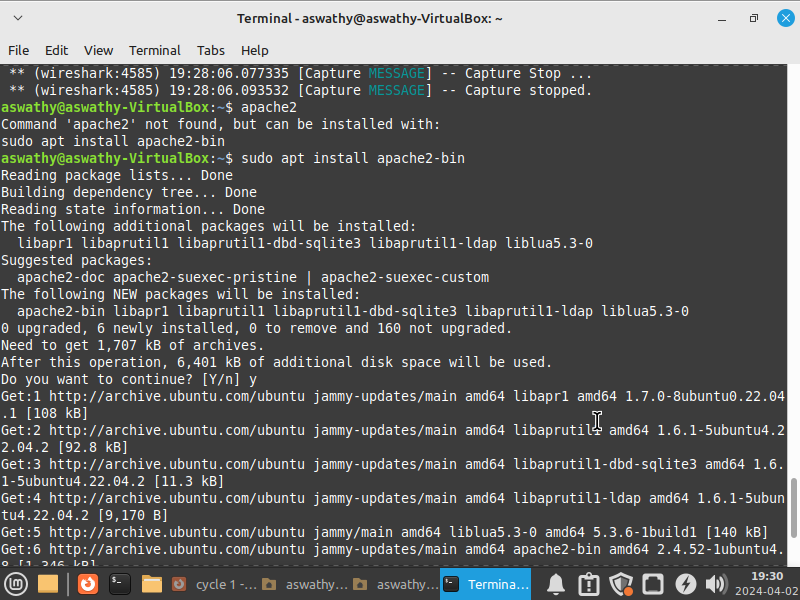 Terminal - aswathy@aswathy-VirtualBox: ~
File Edit View Terminal Tabs Help
** (wireshark:4585) 19:28:06.077335 [Capture MESSAGE] -- Capture Stop ...
** (wireshark:4585) 19:28:06.093532 [Capture MESSAGE] -- Capture stopped.
aswathy@aswathy-VirtualBox:~$ apache2
Command 'apache2' not found, but can be installed with:
sudo apt install apache2-bin
aswathy@aswathy-VirtualBox:~$ sudo apt install apache2-bin
Reading package lists... Done
Building dependency tree... Done
Reading state information... Done
The following additional packages will be installed:
libapr1 libaprutil1 libaprutil1-dbd-sqlite3 libaprutil1-ldap liblua5.3-0
Suggested packages:
apache2-doc apache2-suexec-pristine | apache2-suexec-custom
The following NEW packages will be installed:
apache2-bin libapr1 libaprutil1 libaprutil1-dbd-sqlite3 libaprutil1-ldap liblua5.3-0
0 upgraded, 6 newly installed, 0 to remove and 160 not upgraded.
Need to get 1,707 kB of archives.
After this operation, 6,401 kB of additional disk space will be used.
Do you want to continue? [Y/n] y
Get:1 http://archive.ubuntu.com/ubuntu jammy-updates/main amd64 libapr1 amd64 1.7.0-8ubuntu0.22.04
.1 [108 kB]
Get:2 http://archive.ubuntu.com/ubuntu jammy-updates/main amd64 libaprutil1 amd64 1.6.1-5ubuntu4.2
2.04.2 [92.8 kB]
Get:3 http://archive.ubuntu.com/ubuntu jammy-updates/main amd64 libaprutil1-dbd-sqlite3 amd64 1.6.
1-5ubuntu4.22.04.2 [11.3 kB]
Get:4 http://archive.ubuntu.com/ubuntu jammy-updates/main amd64 libaprutil1-ldap amd64 1.6.1-5ubun
tu4.22.04.2 [9,170 B]
Get:5 http://archive.ubuntu.com/ubuntu jammy/main amd64 liblua5.3-0 amd64 5.3.6-1build1 [140 kB]
Get:6 http://archive.ubuntu.com/ubuntu jammy-updates/main amd64 apache2-bin amd64 2.4.52-1ubuntu4.
8 [1,346 kB]
cycle 1 -... aswathy... aswathy... Termina... 19:30
2024-04-02